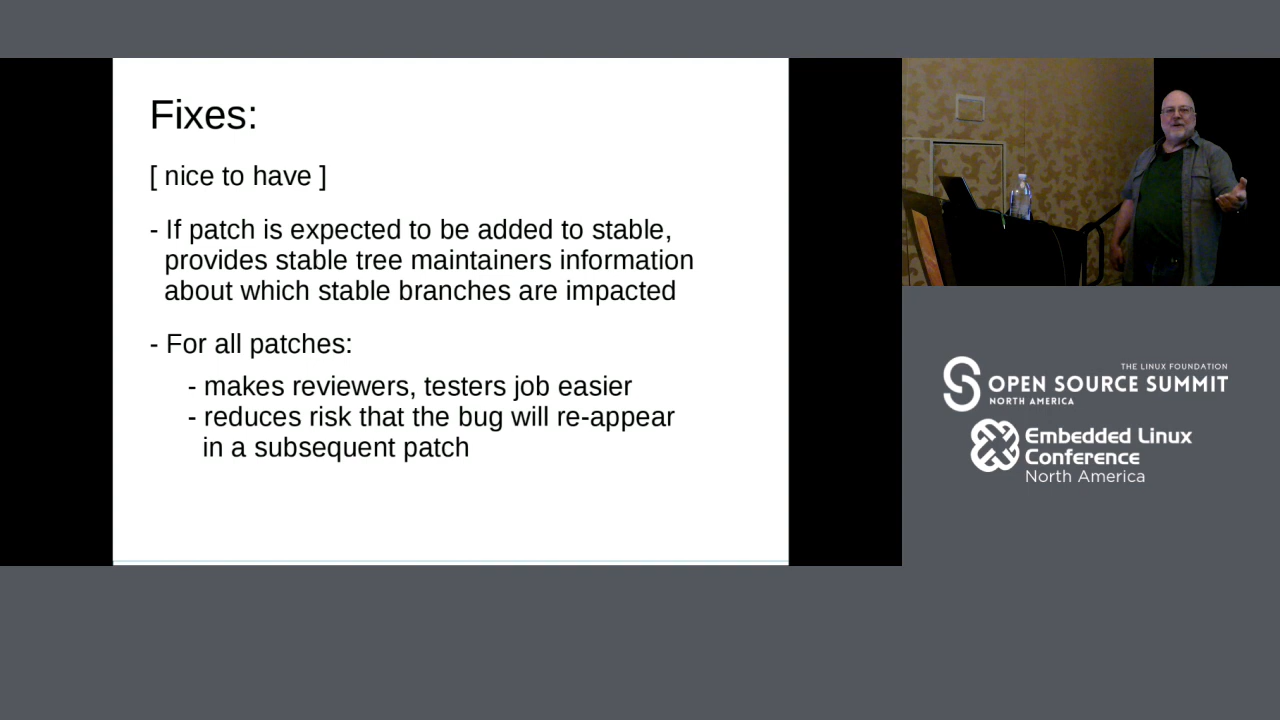 Fixes:
[ nice to have ]
- If patch is expected to be added to stable,
provides stable tree maintainers information
about which stable branches are impacted
- For all patches:
- makes reviewers, testers job easier
- reduces risk that the bug will re-appear
in a subsequent patch
THE LINUX FOUNDATION
OPEN SOURCE SUMMIT
NORTH AMERICA
Embedded Linux
Conference
North America